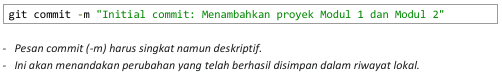 git commit -m "Initial commit: Menambahkan proyek Modul 1 dan Modul 2"
- Pesan commit (-m) harus singkat namun deskriptif.
- Ini akan menandakan perubahan yang telah berhasil disimpan dalam riwayat lokal.